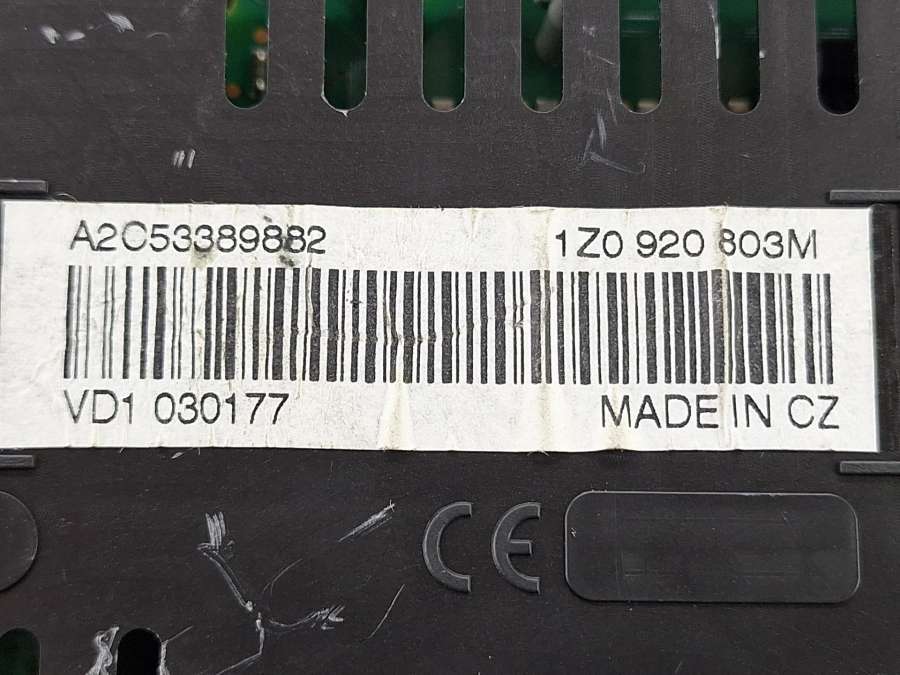 A2C53389882 1Z0 920 803M
VD1 030177 MADE IN CZ
CE